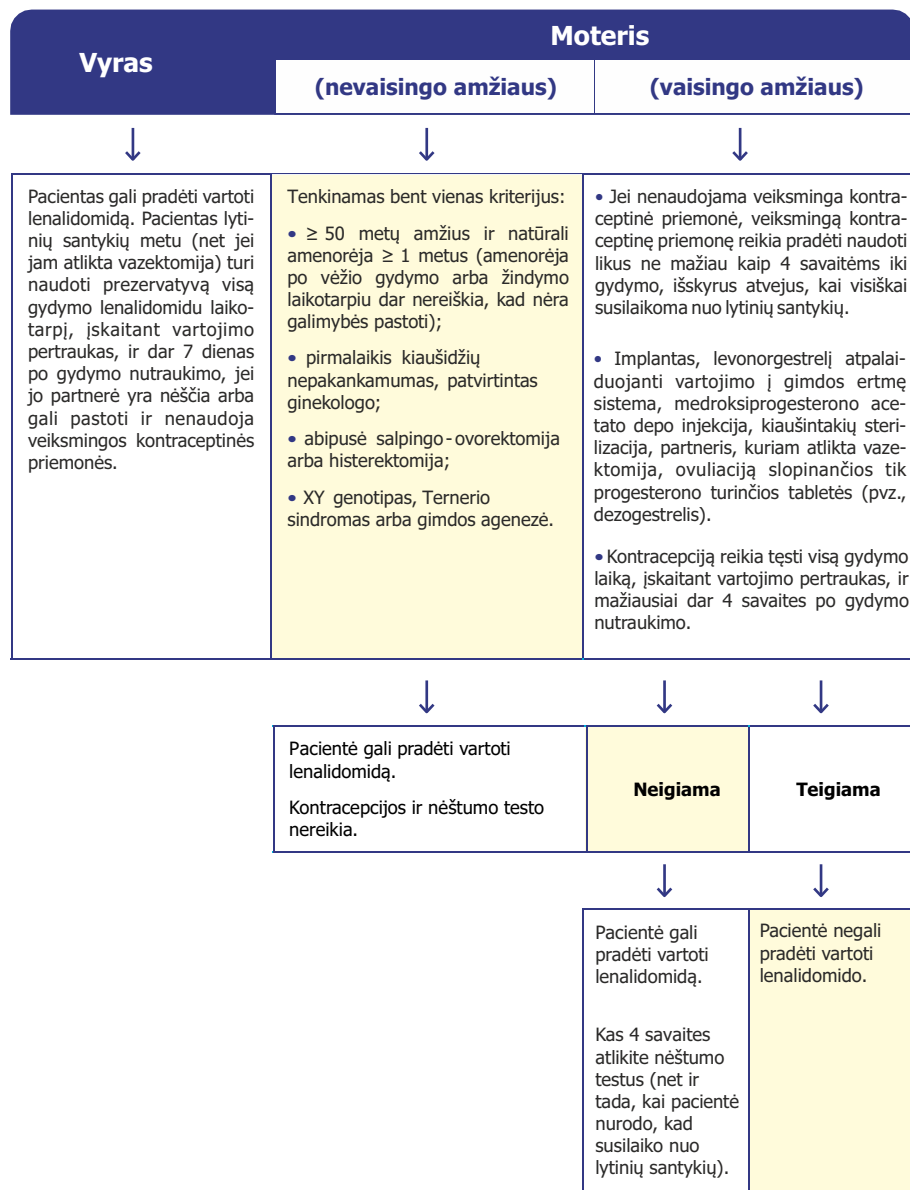 Vyras
Moteris
(nevaisingo amžiaus)
(vaisingo amžiaus)
↓
↓
↓
Pacientas gali pradėti vartoti
lenalidomidą. Pacientas lyti-
nių santykių metu (net jei
jam atlikta vazektomija) turi
naudoti prezervatyvą visą
gydymo lenalidomidu laiko-
tarpį, įskaitant vartojimo
pertraukas, ir dar 7 dienas
po gydymo nutraukimo, jei
jo partnerė yra nėščia arba
gali pastoti ir nenaudoja
veiksmingos kontraceptinės
priemonės.
Tenkinamas bent vienas kriterijus:
• ≥ 50 metų amžius ir natūrali
amenorėja ≥ 1 metus (amenorėja
po vėžio gydymo arba žindymo
laikotarpiu dar nereiškia, kad nėra
galimybės pastoti);
• pirmalaikis kiaušidžių
nepakankamumas, patvirtintas
ginekologo;
• abipusė salpingo-ovorektomija
arba histerektomija;
• XY genotipas, Ternerio
sindromas arba gimdos agenezė.
• Jei nenaudojama veiksminga kontra-
ceptinė priemonė, veiksmingą kontra-
ceptinę priemonę reikia pradėti naudoti
likus ne mažiau kaip 4 savaitėms iki
gydymo, išskyrus atvejus, kai visiškai
susilaikoma nuo lytinių santykių.
• Implantas, levonorgestrelį atpalai-
duojanti vartojimo į gimdos ertmę
sistema, medroksiprogesterono ace-
tato depo injekcija, kiaušintakių steri-
lizacija, partneris, kuriam atlikta vaze-
ktomija, ovuliaciją slopinančios tik
progesterono turinčios tabletės (pvz.,
dezogestrelis).
• Kontracepciją reikia tęsti visą gydymo
laiką, įskaitant vartojimo pertraukas, ir
mažiausiai dar 4 savaites po gydymo
nutraukimo.
↓
↓
↓
Pacientė gali pradėti vartoti
lenalidomidą.
Kontracepcijos ir nėštumo testo
nereikia.
Neigiama
Teigiama
↓
↓
Pacientė gali
pradėti vartoti
lenalidomidą.
Kas 4 savaites
atlikite nėštumo
testus (net ir
tada, kai pacientė
nurodo, kad
susilaiko nuo
lytinių santykių).
Pacientė negali
pradėti vartoti
lenalidomido.